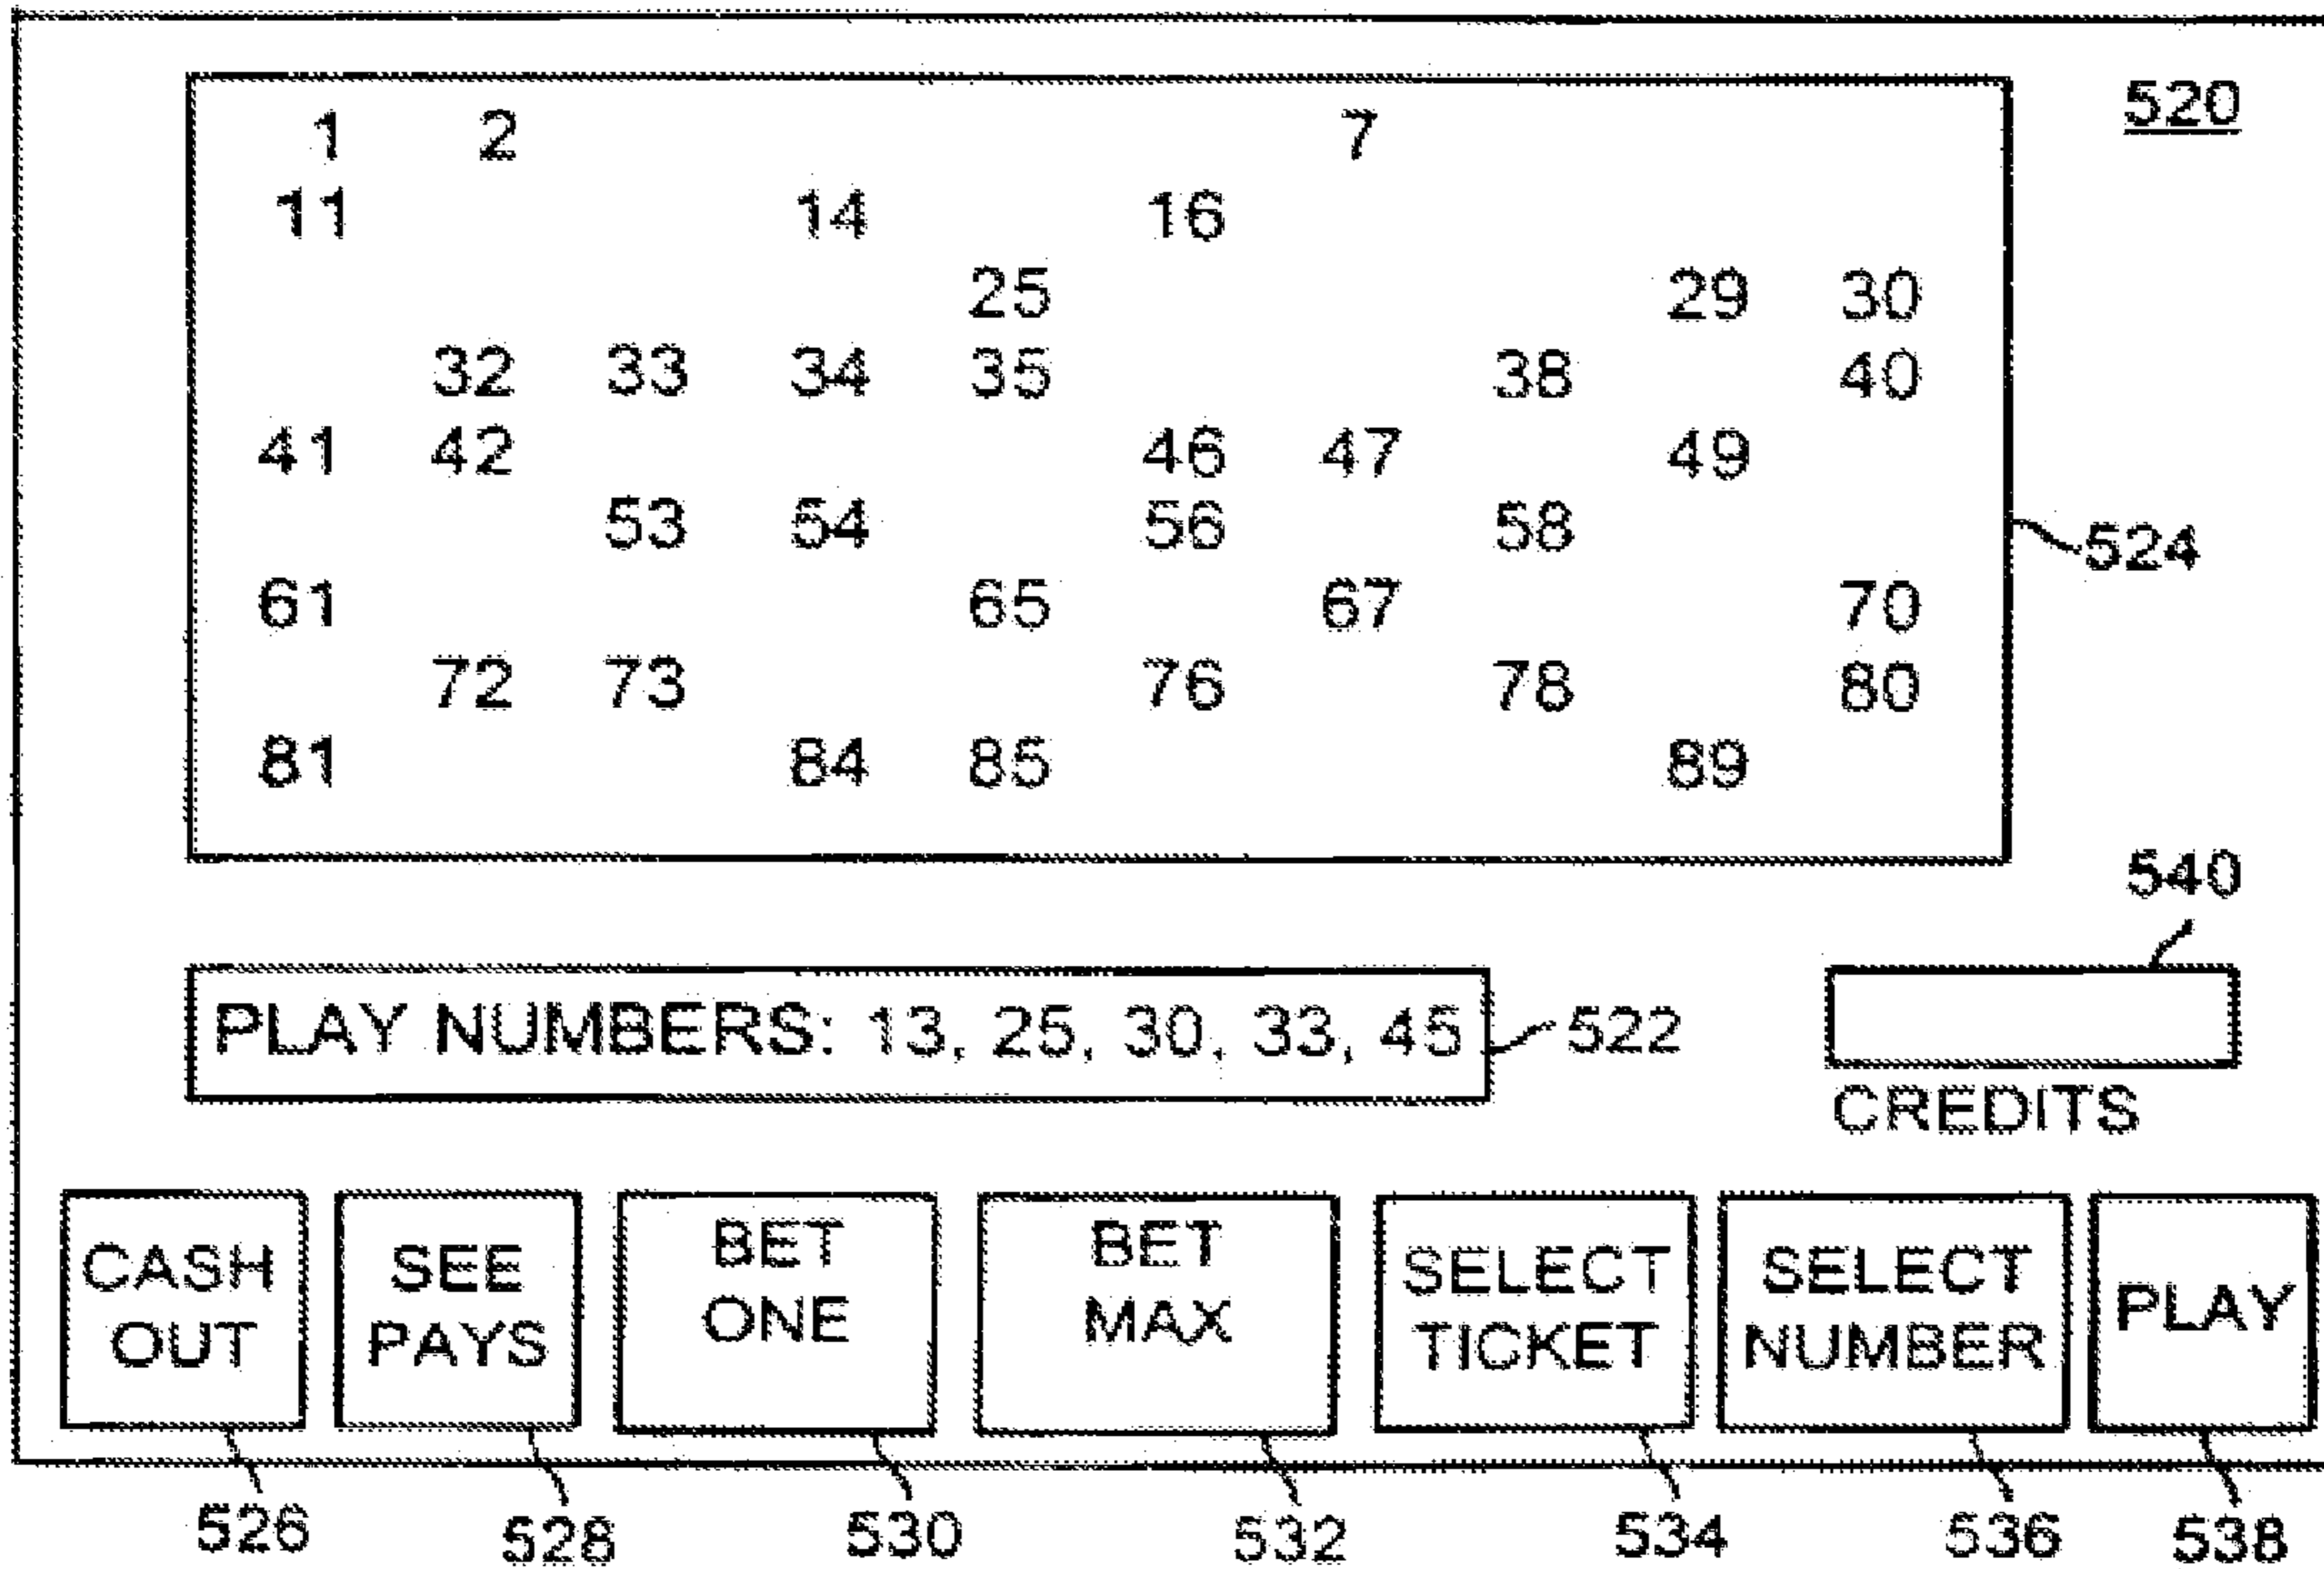 520
1 2 7
11 14 16
25 29 30
32 33 34 35 38 40
41 42 46 47 49
53 54 56 58
524
61 65 67 70
72 73 76 78 80
81 84 85 89
540
PLAY NUMBERS: 13, 25, 30, 33, 45
522
CREDITS
CASH
OUT
SEE
PAYS
BET
ONE
BET
MAX
SELECT
TICKET
SELECT
NUMBER
PLAY
526 528 530 532 534 536 538